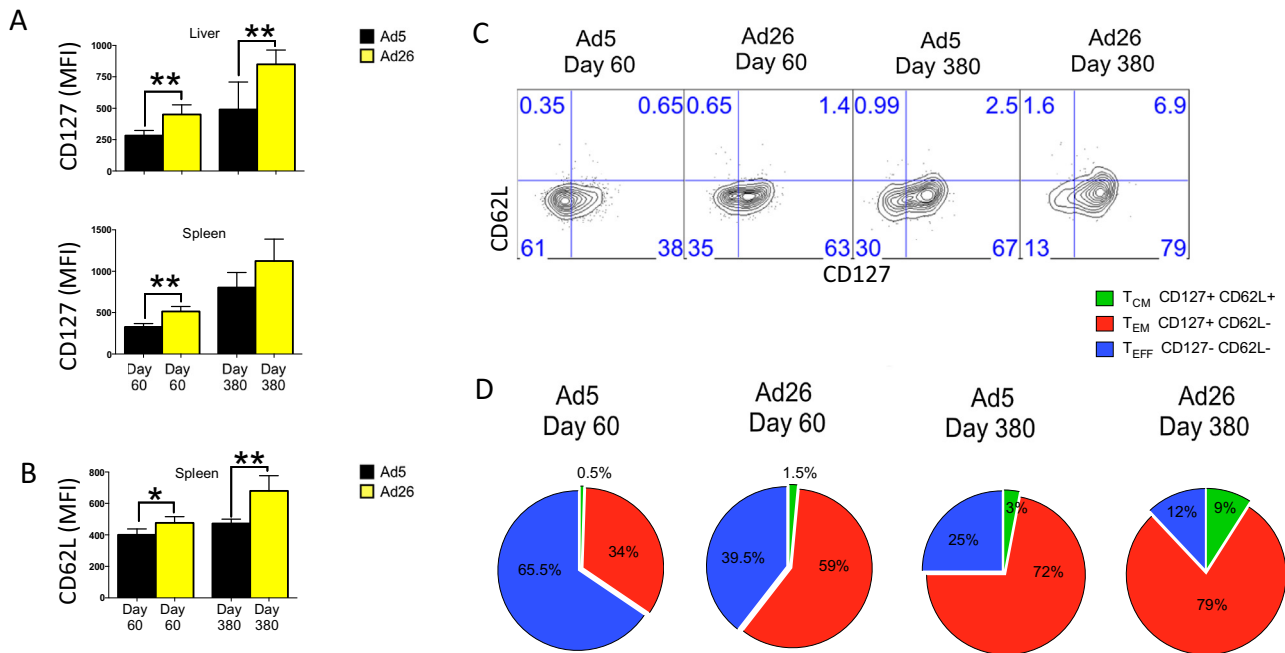 A
Liver
**
**
Ad5
Ad26
CD127 (MFI)
1000
750
500
250
0
Spleen
**
CD127 (MFI)
1500
1000
500
0
Day 60
Day 60
Day 380
Day 380
B
Spleen
*
**
Ad5
Ad26
CD62L (MFI)
800
600
400
200
0
Day 60
Day 60
Day 380
Day 380
C
Ad5
Day 60
Ad26
Day 60
Ad5
Day 380
Ad26
Day 380
0.35 0.65 0.65 1.4 0.99 2.5 1.6 6.9
61 38 35 63 30 67 13 79
CD62L
CD127
TCM CD127+ CD62L+
TEM CD127+ CD62L-
TEFF CD127- CD62L-
D
Ad5
Day 60
Ad26
Day 60
Ad5
Day 380
Ad26
Day 380
0.5%
34%
65.5%
1.5%
59%
39.5%
3%
72%
25%
9%
79%
12%